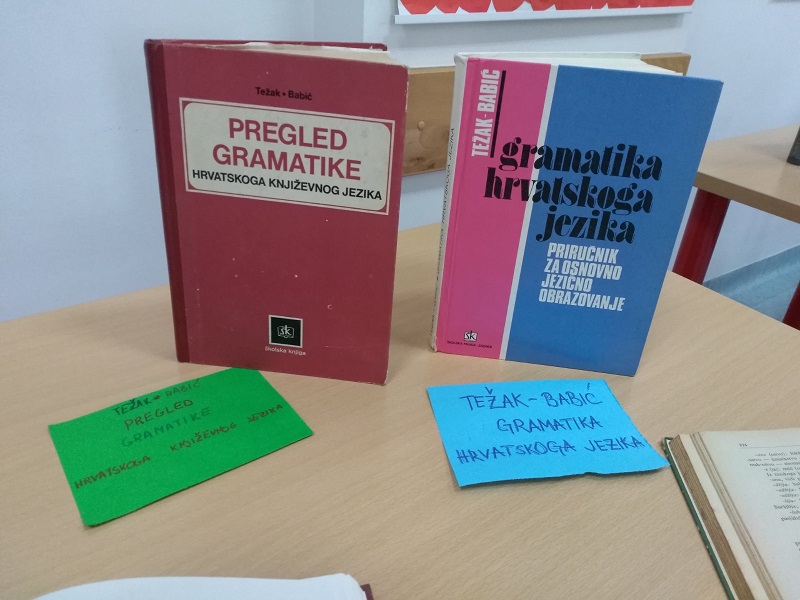 Težak • Babić
PREGLED
GRAMATIKE
HRVATSKOGA KNJIŽEVNOG JEZIKA
školska knjiga
TEŽAK-BABIĆ
gramatika
hrvatskoga
jezika
PRIRUČNIK
ZA OSNOVNO
JEZIČNO
OBRAZOVANJE
TEŽAK - BABIĆ
PREGLED
GRAMATIKE
HRVATSKOGA KNJIŽEVNOG JEZIKA
TEŽAK - BABIĆ
GRAMATIKA
HRVATSKOGA JEZIKA